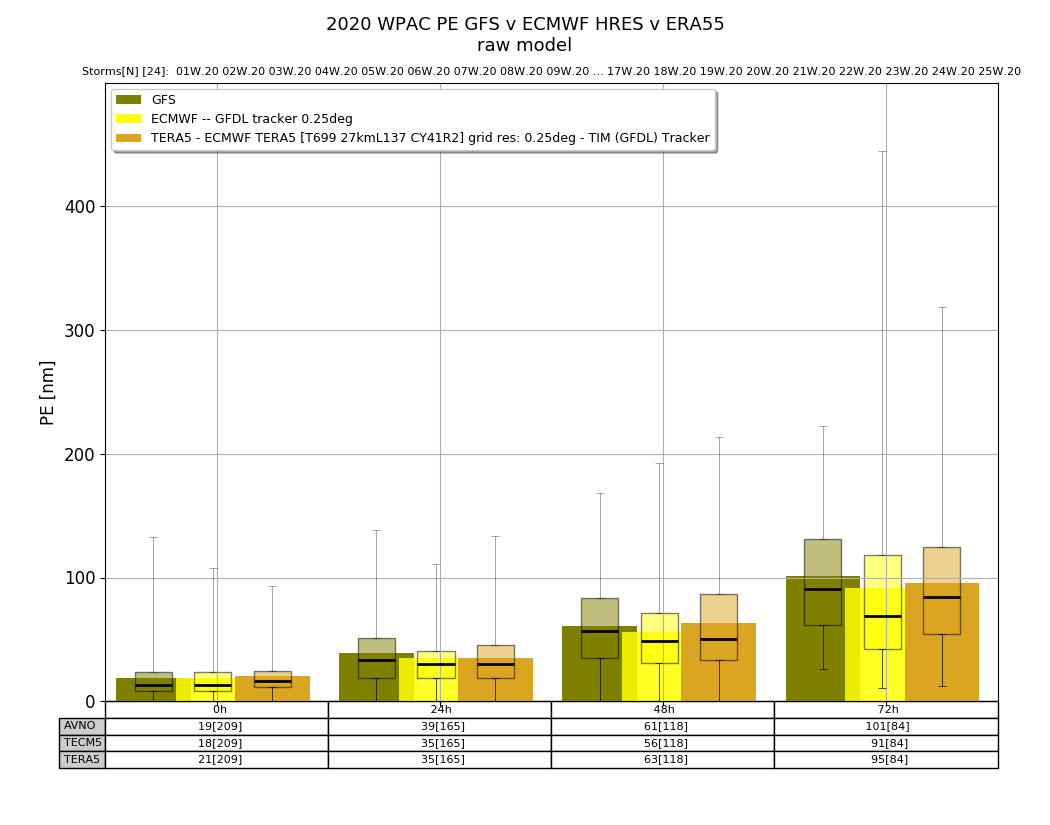 2020 WPAC PE GFS v ECMWF HRES v ERA55
raw model
Storms[N] [24]: 01W.20 02W.20 03W.20 04W.20 05W.20 06W.20 07W.20 08W.20 09W.20 ... 17W.20 18W.20 19W.20 20W.20 21W.20 22W.20 23W.20 24W.20 25W.20
GFS
ECMWF -- GFDL tracker 0.25deg
TERA5 - ECMWF TERA5 [T699 27kmL137 CY41R2] grid res: 0.25deg - TIM (GFDL) Tracker
PE [nm]
400
300
200
100
0
0h 24h 48h 72h
AVNO 19[209] 39[165] 61[118] 101[84]
TECM5 18[209] 35[165] 56[118] 91[84]
TERA5 21[209] 35[165] 63[118] 95[84]